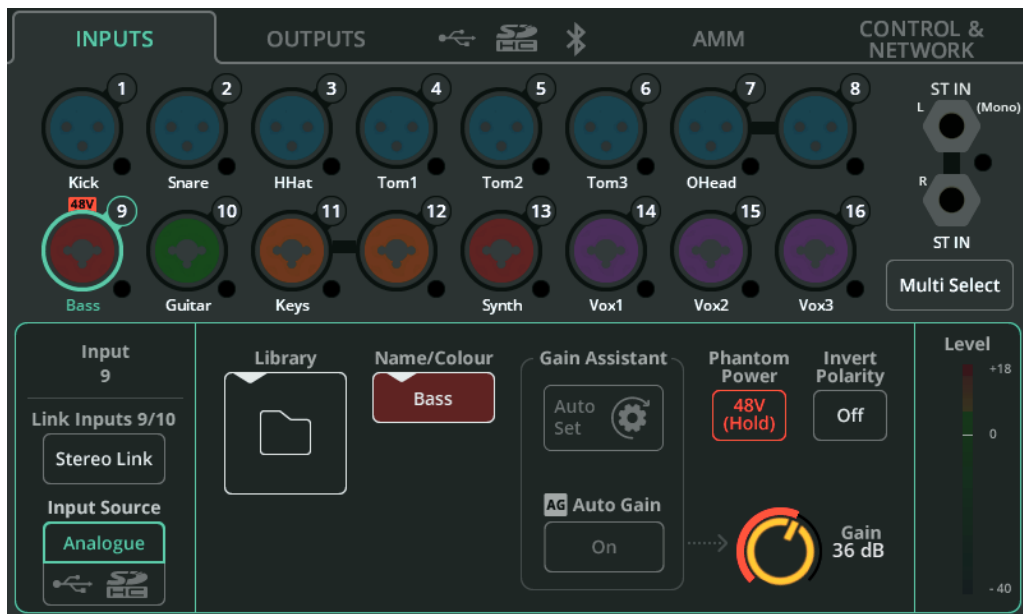 INPUTS
OUTPUTS
SD HC
AMM
CONTROL &
NETWORK
1
2
3
4
5
6
7
8
ST IN
L
(Mono)
Kick
Snare
HHat
Tom1
Tom2
Tom3
OHead
R
ST IN
48V
9
10
11
12
13
14
15
16
Bass
Guitar
Keys
Synth
Vox1
Vox2
Vox3
Multi Select
Input
9
Link Inputs 9/10
Stereo Link
Input Source
Analogue
SD HC
Library
Name/Colour
Bass
Gain Assistant
Auto
Set
AG Auto Gain
On
Phantom
Power
48V
(Hold)
Invert
Polarity
Off
Gain
36 dB
Level
+18
0
- 40